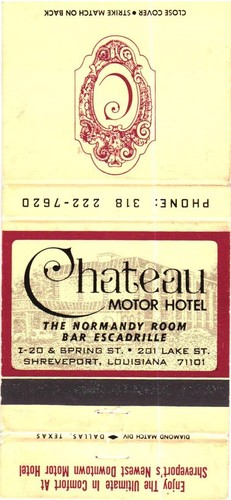 CLOSE COVER • STRIKE MATCH ON BACK
C
PHONE: 318 222-7620
Chateau
MOTOR HOTEL
THE NORMANDY ROOM
BAR ESCADRILLE
I-20 & SPRING ST. • 201 LAKE ST.
SHREVEPORT, LOUISIANA 71101
DIAMOND MATCH DIV ◆ DALLAS, TEXAS
Enjoy The Ultimate In Comfort At
Shreveport's Newest Downtown Motor Hotel